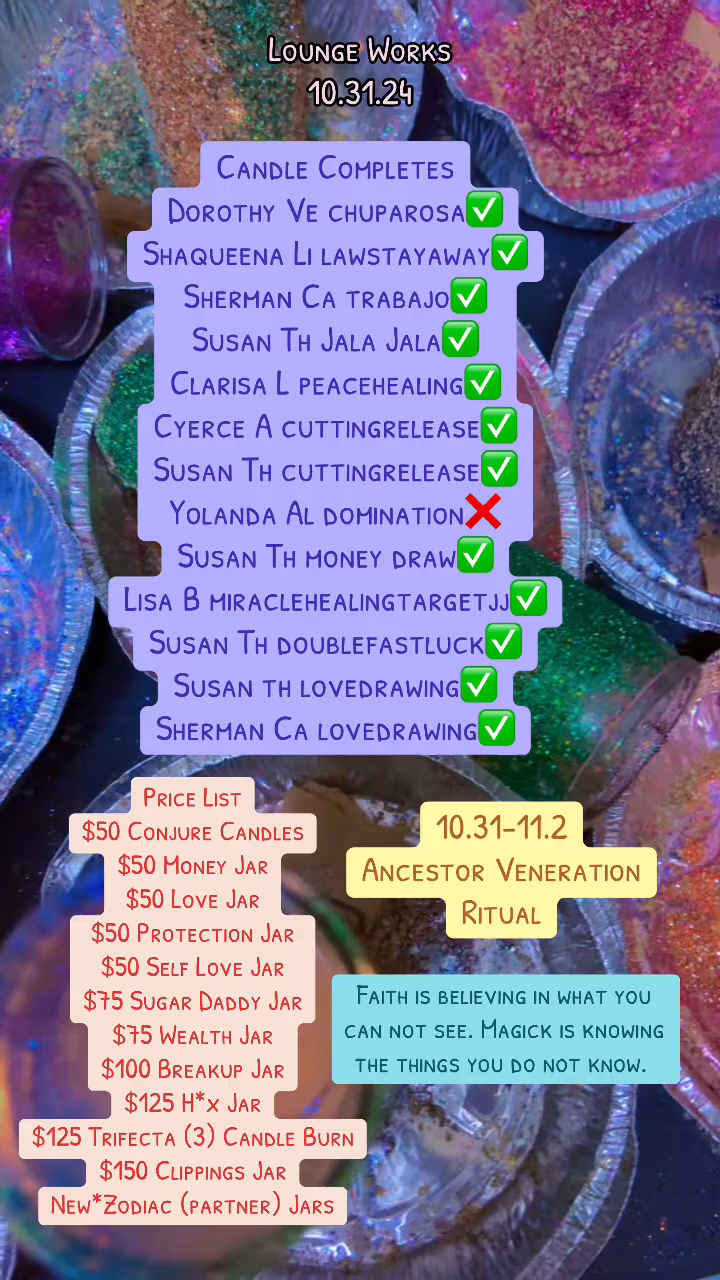 Lounge Works
10.31.24
Candle Completes
Dorothy Ve chuparosa✅
Shaqueena Li lawstayaway✅
Sherman Ca trabajo✅
Susan Th Jala Jala✅
Clarisa L peacehealing✅
Cyerce A cuttingrelease✅
Susan Th cuttingrelease✅
Yolanda Al domination❌
Susan Th money draw✅
Lisa B miraclehealingtargetjj✅
Susan Th doublefastluck✅
Susan th lovedrawing✅
Sherman Ca lovedrawing✅
Price List
$50 Conjure Candles
$50 Money Jar
$50 Love Jar
$50 Protection Jar
$50 Self Love Jar
$75 Sugar Daddy Jar
$75 Wealth Jar
$100 Breakup Jar
$125 H*x Jar
$125 Trifecta (3) Candle Burn
$150 Clippings Jar
New*Zodiac (partner) Jars
10.31-11.2
Ancestor Veneration
Ritual
Faith is believing in what you
can not see. Magick is knowing
the things you do not know.